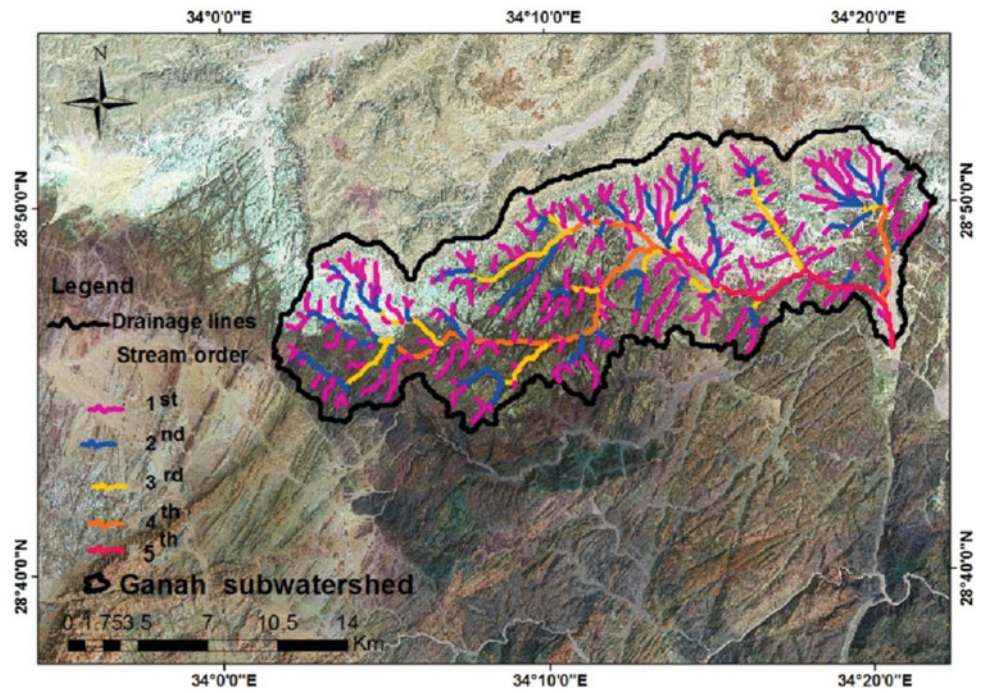 34°0'0"E 34°10'0"E 34°20'0"E
N
28°50'0"N 28°50'0"N
Legend
Drainage lines
Stream order
1st
2nd
3rd
4th
5th
Ganah subwatershed
28°40'0"N 28°40'0"N
0 1.753.5 7 10.5 14
Km
34°0'0"E 34°10'0"E 34°20'0"E